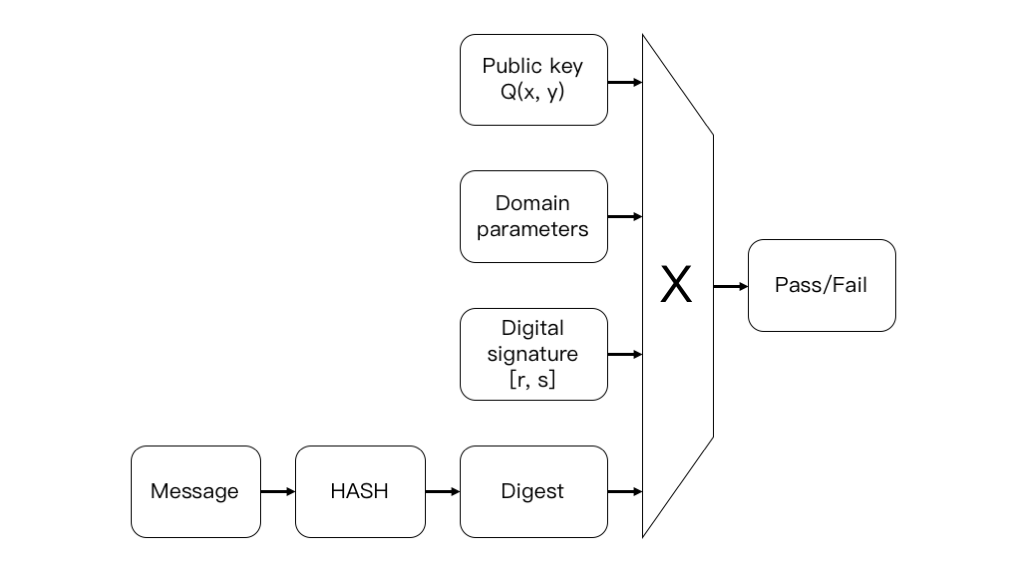 Public key
Q(x, y)
Domain
parameters
Digital
signature
[r, s]
X
Pass/Fail
Message
HASH
Digest